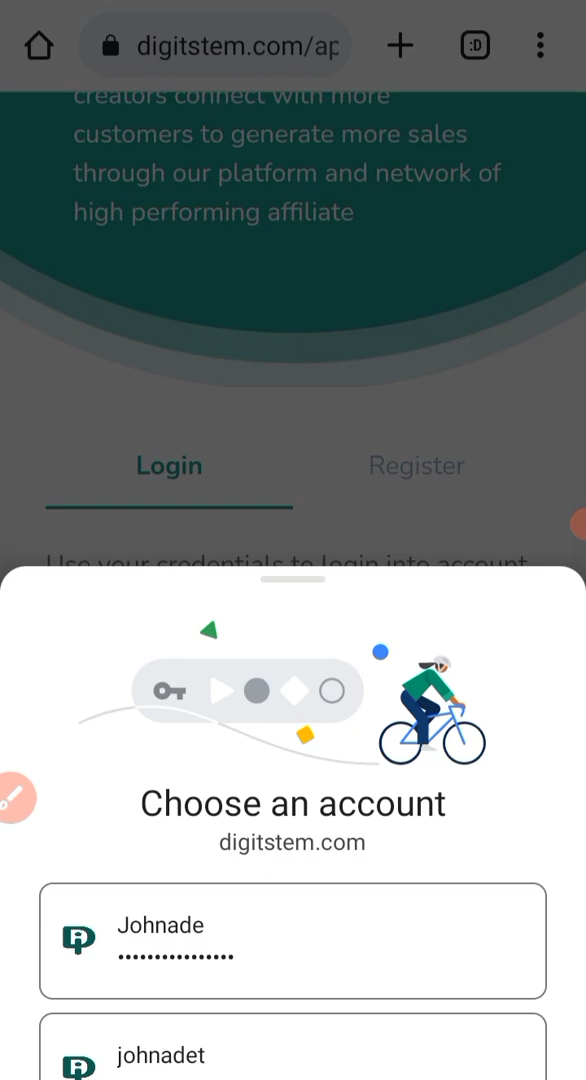 digitstem.com/ap
:D
creators connect with more
customers to generate more sales
through our platform and network of
high performing affiliate
Login
Register
Use your credentials to login into account
Choose an account
digitstem.com
Johnade
••••••••••••••••
johnadet